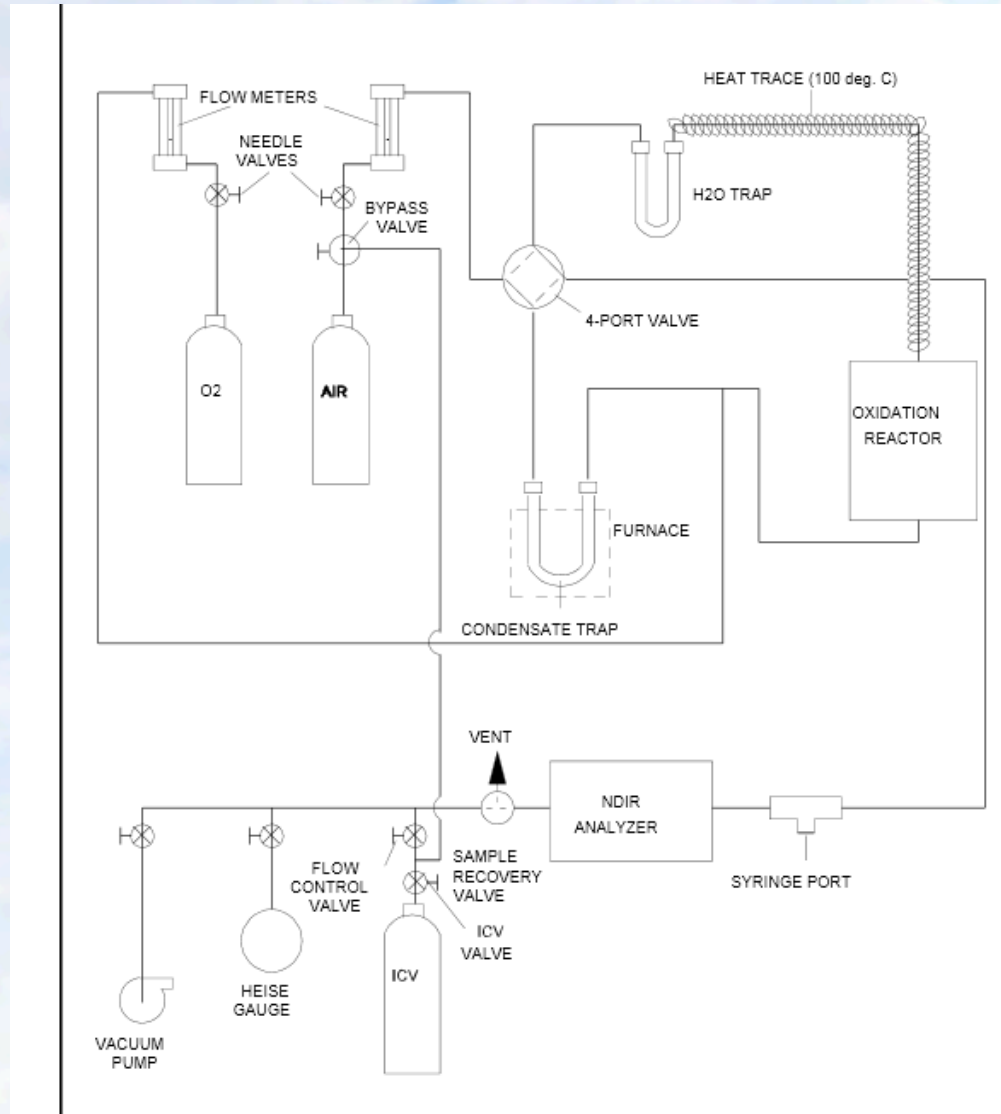 HEAT TRACE (100 deg. C)
FLOW METERS
NEEDLE
VALVES
H2O TRAP
BYPASS
VALVE
4-PORT VALVE
O2
AIR
OXIDATION
REACTOR
FURNACE
CONDENSATE TRAP
VENT
NDIR
ANALYZER
FLOW
CONTROL
VALVE
SAMPLE
RECOVERY
VALVE
SYRINGE PORT
ICV
VALVE
ICV
HEISE
GAUGE
VACUUM
PUMP